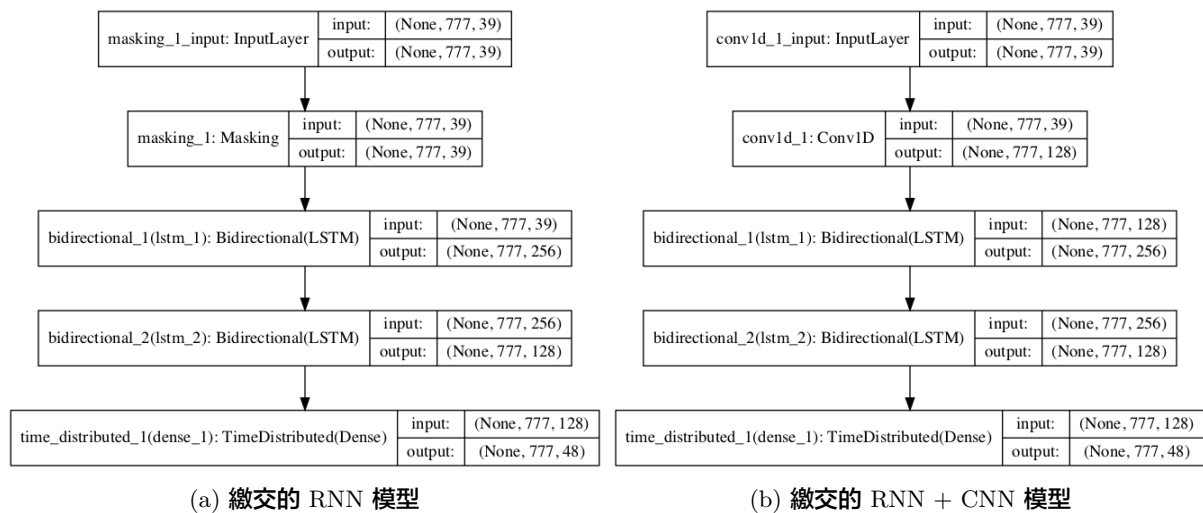 masking_1_input: InputLayer
input: (None, 777, 39)
output: (None, 777, 39)
masking_1: Masking
input: (None, 777, 39)
output: (None, 777, 39)
bidirectional_1(lstm_1): Bidirectional(LSTM)
input: (None, 777, 39)
output: (None, 777, 256)
bidirectional_2(lstm_2): Bidirectional(LSTM)
input: (None, 777, 256)
output: (None, 777, 128)
time_distributed_1(dense_1): TimeDistributed(Dense)
input: (None, 777, 128)
output: (None, 777, 48)
(a) 繳交的 RNN 模型
conv1d_1_input: InputLayer
input: (None, 777, 39)
output: (None, 777, 39)
conv1d_1: Conv1D
input: (None, 777, 39)
output: (None, 777, 128)
bidirectional_1(lstm_1): Bidirectional(LSTM)
input: (None, 777, 128)
output: (None, 777, 256)
bidirectional_2(lstm_2): Bidirectional(LSTM)
input: (None, 777, 256)
output: (None, 777, 128)
time_distributed_1(dense_1): TimeDistributed(Dense)
input: (None, 777, 128)
output: (None, 777, 48)
(b) 繳交的 RNN + CNN 模型